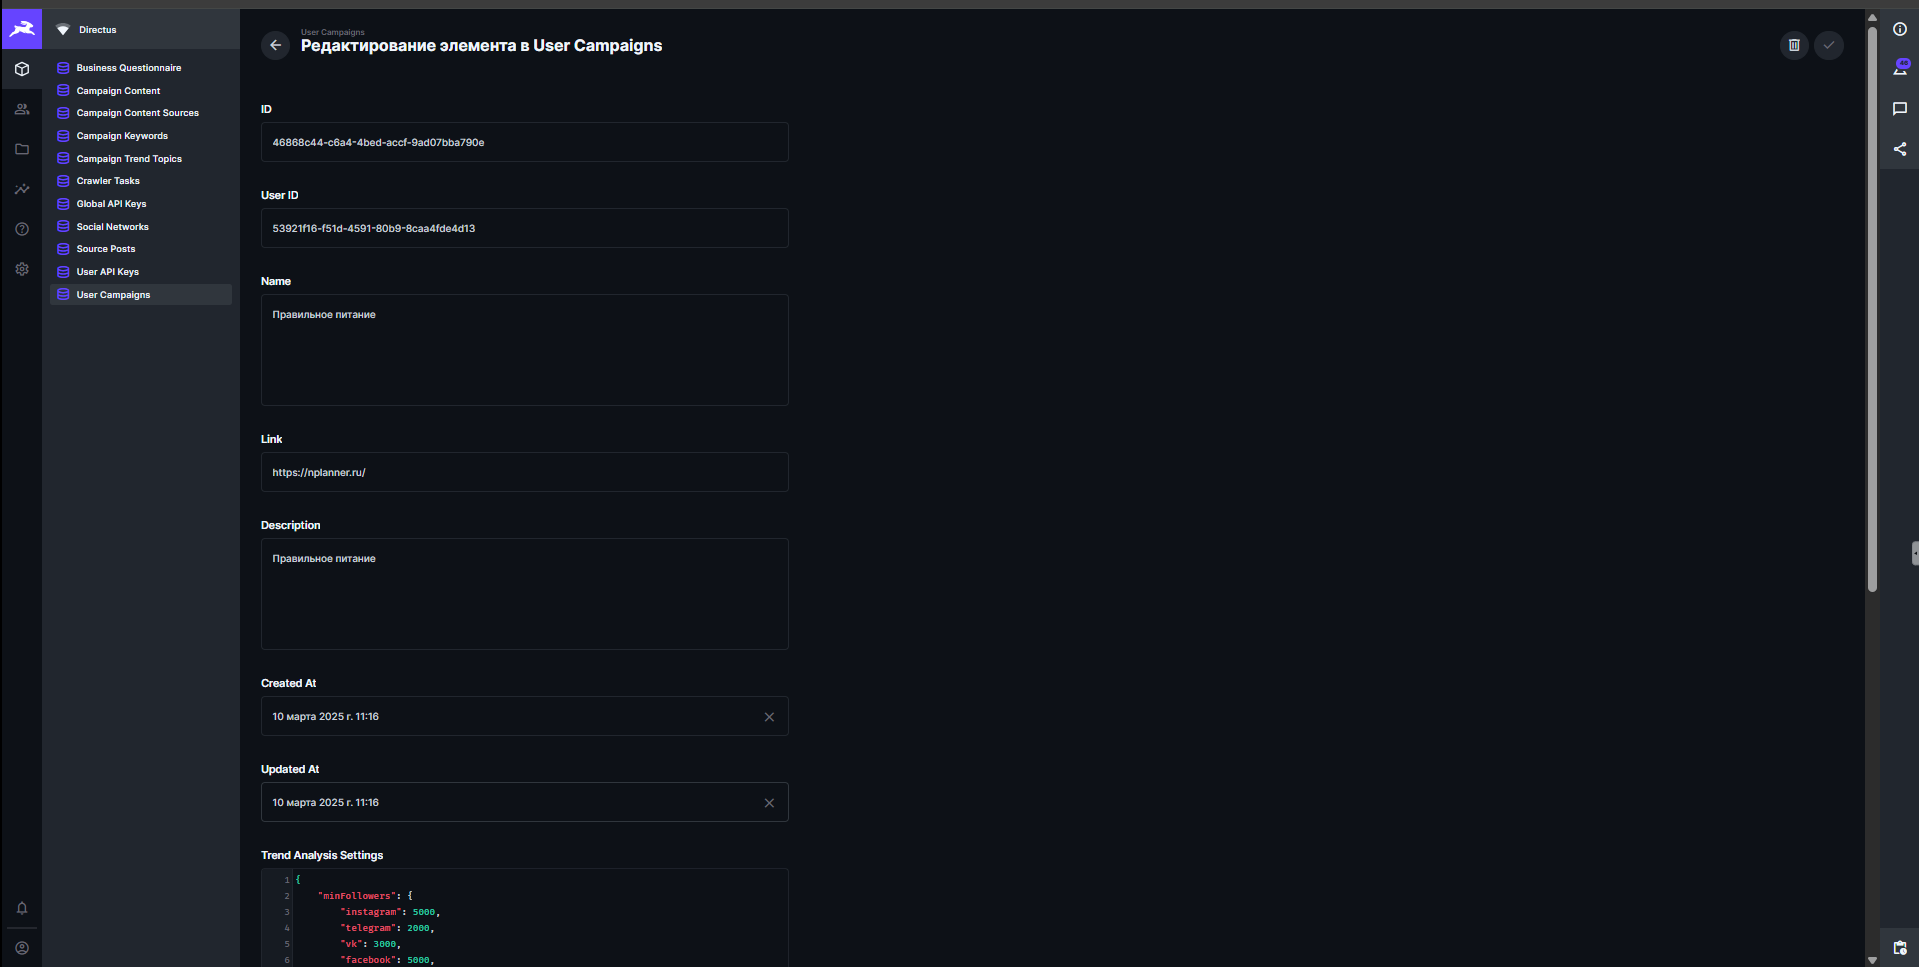 Directus
Business Questionnaire
Campaign Content
Campaign Content Sources
Campaign Keywords
Campaign Trend Topics
Crawler Tasks
Global API Keys
Social Networks
Source Posts
User API Keys
User Campaigns
User Campaigns
Редактирование элемента в User Campaigns
ID
46868c44-c6a4-4bed-accf-9ad07bba790e
User ID
53921f16-f51d-4591-80b9-8caa4fde4d13
Name
Правильное питание
Link
https://nplanner.ru/
Description
Правильное питание
Created At
10 марта 2025 г. 11:16
Updated At
10 марта 2025 г. 11:16
Trend Analysis Settings
1 {
2 "minFollowers": {
3 "instagram": 5000,
4 "telegram": 2000,
5 "vk": 3000,
6 "facebook": 5000,